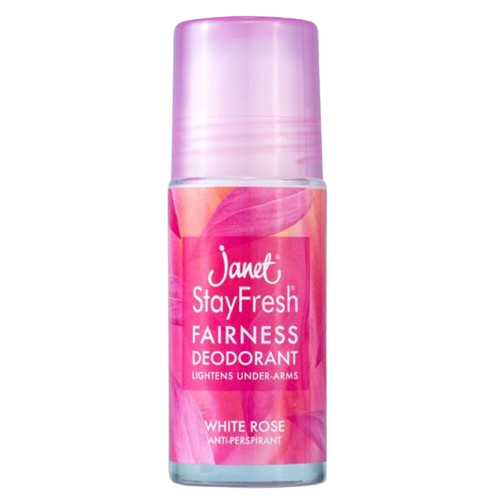 Janet®
StayFresh®
FAIRNESS
DEODORANT
LIGHTENS UNDER-ARMS
WHITE ROSE
ANTI-PERSPIRANT